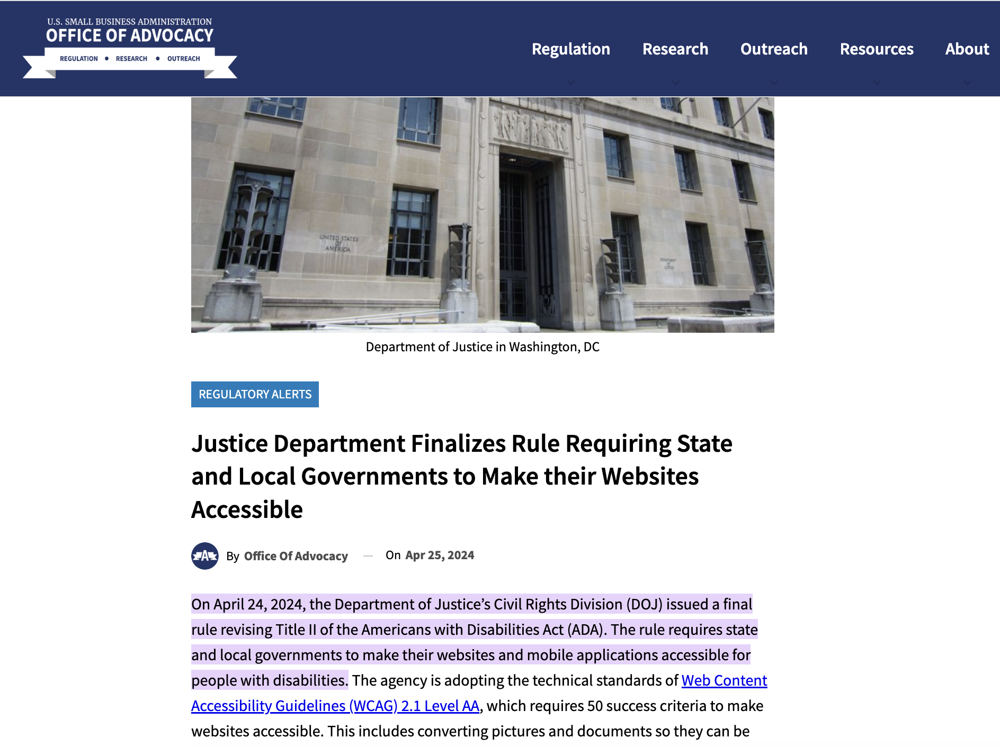 U.S. SMALL BUSINESS ADMINISTRATION
OFFICE OF ADVOCACY
REGULATION • RESEARCH • OUTREACH
Regulation Research Outreach Resources About
UNITED STATES
OF
AMERICA
DEPARTMENT
OF
JUSTICE
Department of Justice in Washington, DC
REGULATORY ALERTS
Justice Department Finalizes Rule Requiring State
and Local Governments to Make their Websites
Accessible
A
By Office Of Advocacy — On Apr 25, 2024
On April 24, 2024, the Department of Justice’s Civil Rights Division (DOJ) issued a final
rule revising Title II of the Americans with Disabilities Act (ADA). The rule requires state
and local governments to make their websites and mobile applications accessible for
people with disabilities. The agency is adopting the technical standards of Web Content
Accessibility Guidelines (WCAG) 2.1 Level AA, which requires 50 success criteria to make
websites accessible. This includes converting pictures and documents so they can be